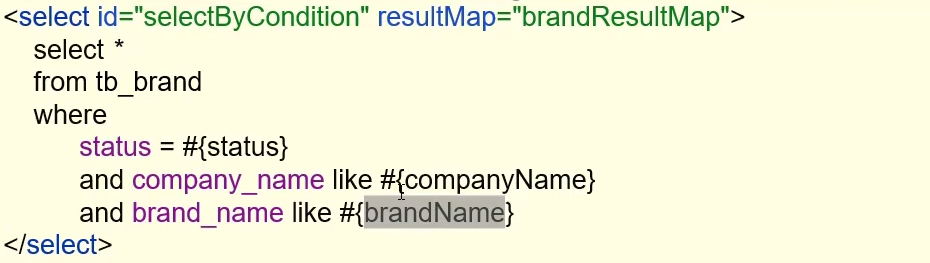 <select id="selectByCondition" resultMap="brandResultMap">
select *
from tb_brand
where
status = #{status}
and company_name like #{companyName}
and brand_name like #{brandName}
</select>